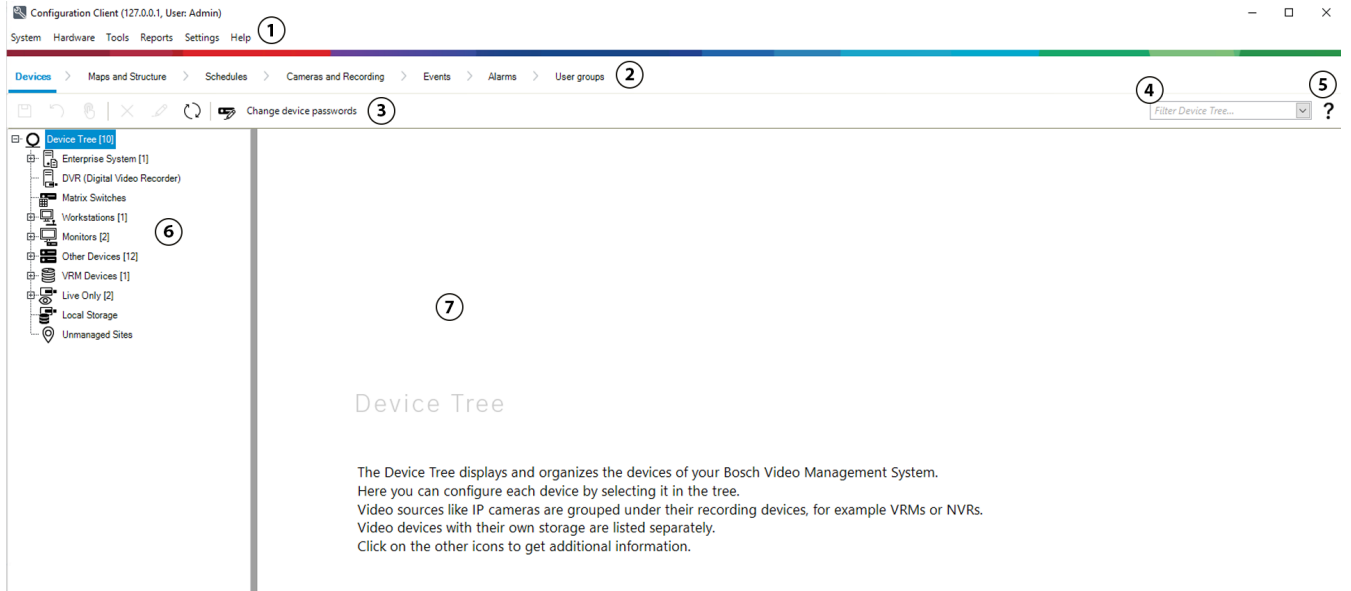 Configuration Client (127.0.0.1, User: Admin)
System Hardware Tools Reports Settings Help 1
Devices Maps and Structure Schedules Cameras and Recording Events Alarms User groups 2
Change device passwords 3
4
Filter Device Tree...
5
?
Device Tree [10]
Enterprise System [1]
DVR (Digital Video Recorder)
Matrix Switches
Workstations [1]
Monitors [2]
6
Other Devices [12]
VRM Devices [1]
Live Only [2]
Local Storage
Unmanaged Sites
7
Device Tree
The Device Tree displays and organizes the devices of your Bosch Video Management System.
Here you can configure each device by selecting it in the tree.
Video sources like IP cameras are grouped under their recording devices, for example VRMs or NVRs.
Video devices with their own storage are listed separately.
Click on the other icons to get additional information.